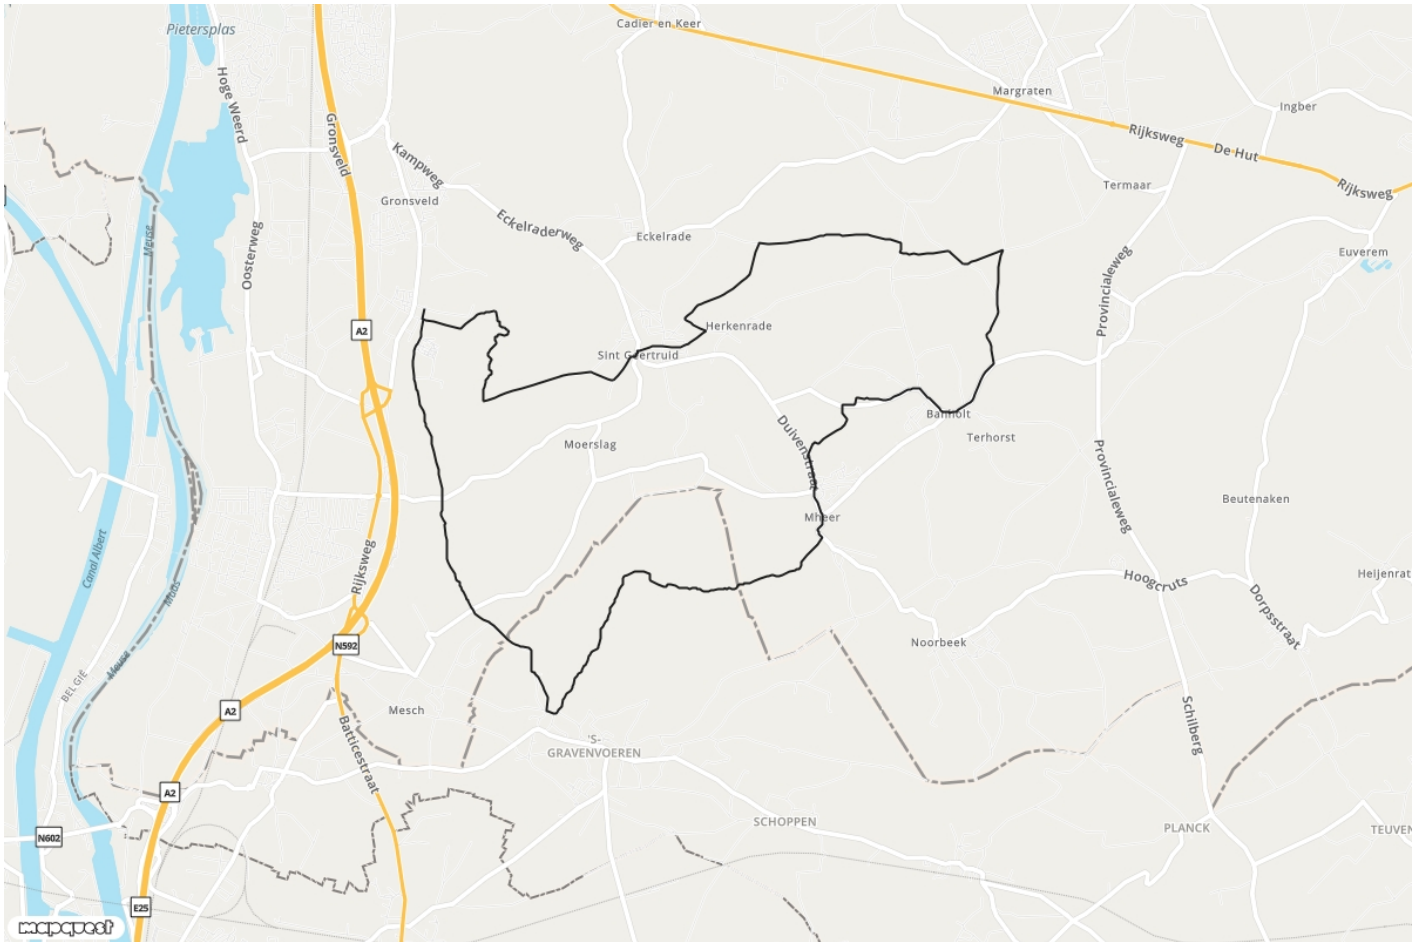 Cadier en Keer
Pietersplas
Hoge Weerd
Margraten
Ingber
Gronsveld
Rijksweg
De Hut
Kampweg
Rijksweg
Termaar
Gronsveld
Eckelraderweg
Meuse
Eckelrade
Oosterweg
Euverem
Provincialeweg
A2
Herkenrade
Sint Geertruid
Banholt
Duivenstraat
Terhorst
Moerslag
Provincialeweg
Beutenaken
Mheer
Canal Albert
Rijksweg
Maas
Hoogcruts
Heijenrat
Dorpsstraat
N592
Noorbeek
Meuse
BELGIË
A2
Mesch
Schilberg
Batticestraat
'S-
GRAVENVOEREN
A2
SCHOPPEN
PLANCK
TEUVEN
N602
E25
mapquest